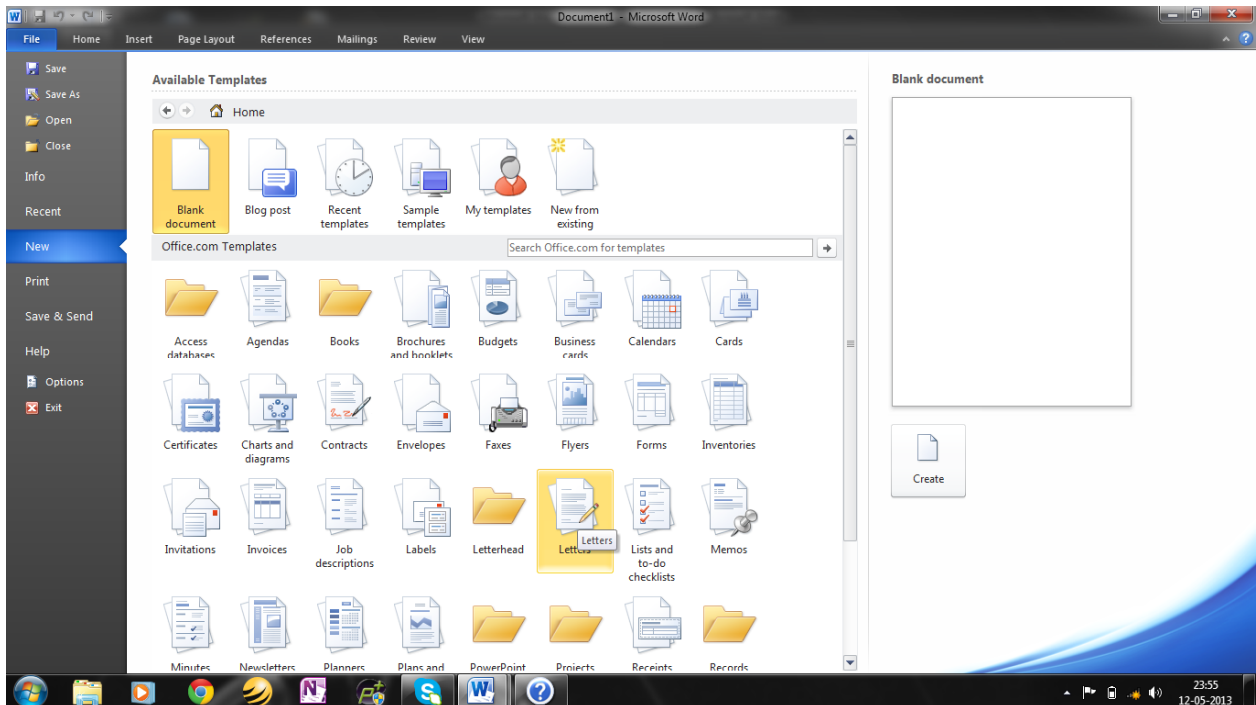 Document1 - Microsoft Word
File Home Insert Page Layout References Mailings Review View
Save
Save As
Open
Close
Info
Recent
New
Print
Save & Send
Help
Options
Exit
Available Templates
Home
Blank document
Blog post
Recent templates
Sample templates
My templates
New from existing
Office.com Templates
Search Office.com for templates
Access databases
Agendas
Books
Brochures and booklets
Budgets
Business cards
Calendars
Cards
Certificates
Charts and diagrams
Contracts
Envelopes
Faxes
Flyers
Forms
Inventories
Invitations
Invoices
Job descriptions
Labels
Letterhead
Letters
Letters
Lists and to-do checklists
Memos
Minutes
Newsletters
Planners
Plans and
PowerPoint
Projects
Receipts
Records
Blank document
Create
23:55
12-05-2013